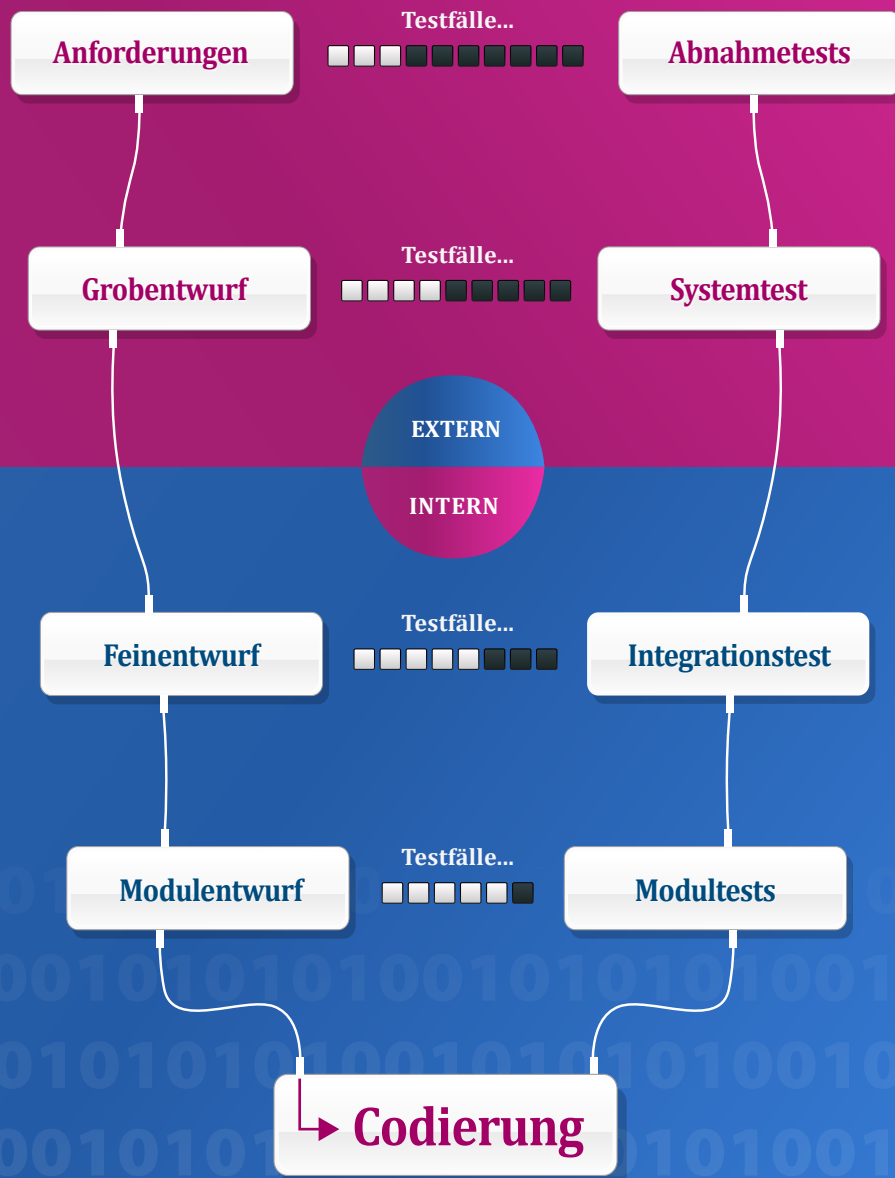 Testfälle...
Anforderungen
Abnahmetests
Testfälle...
Grobentwurf
Systemtest
EXTERN
INTERN
Testfälle...
Feinentwurf
Integrationstest
Testfälle...
Modulentwurf
Modultests
Codierung